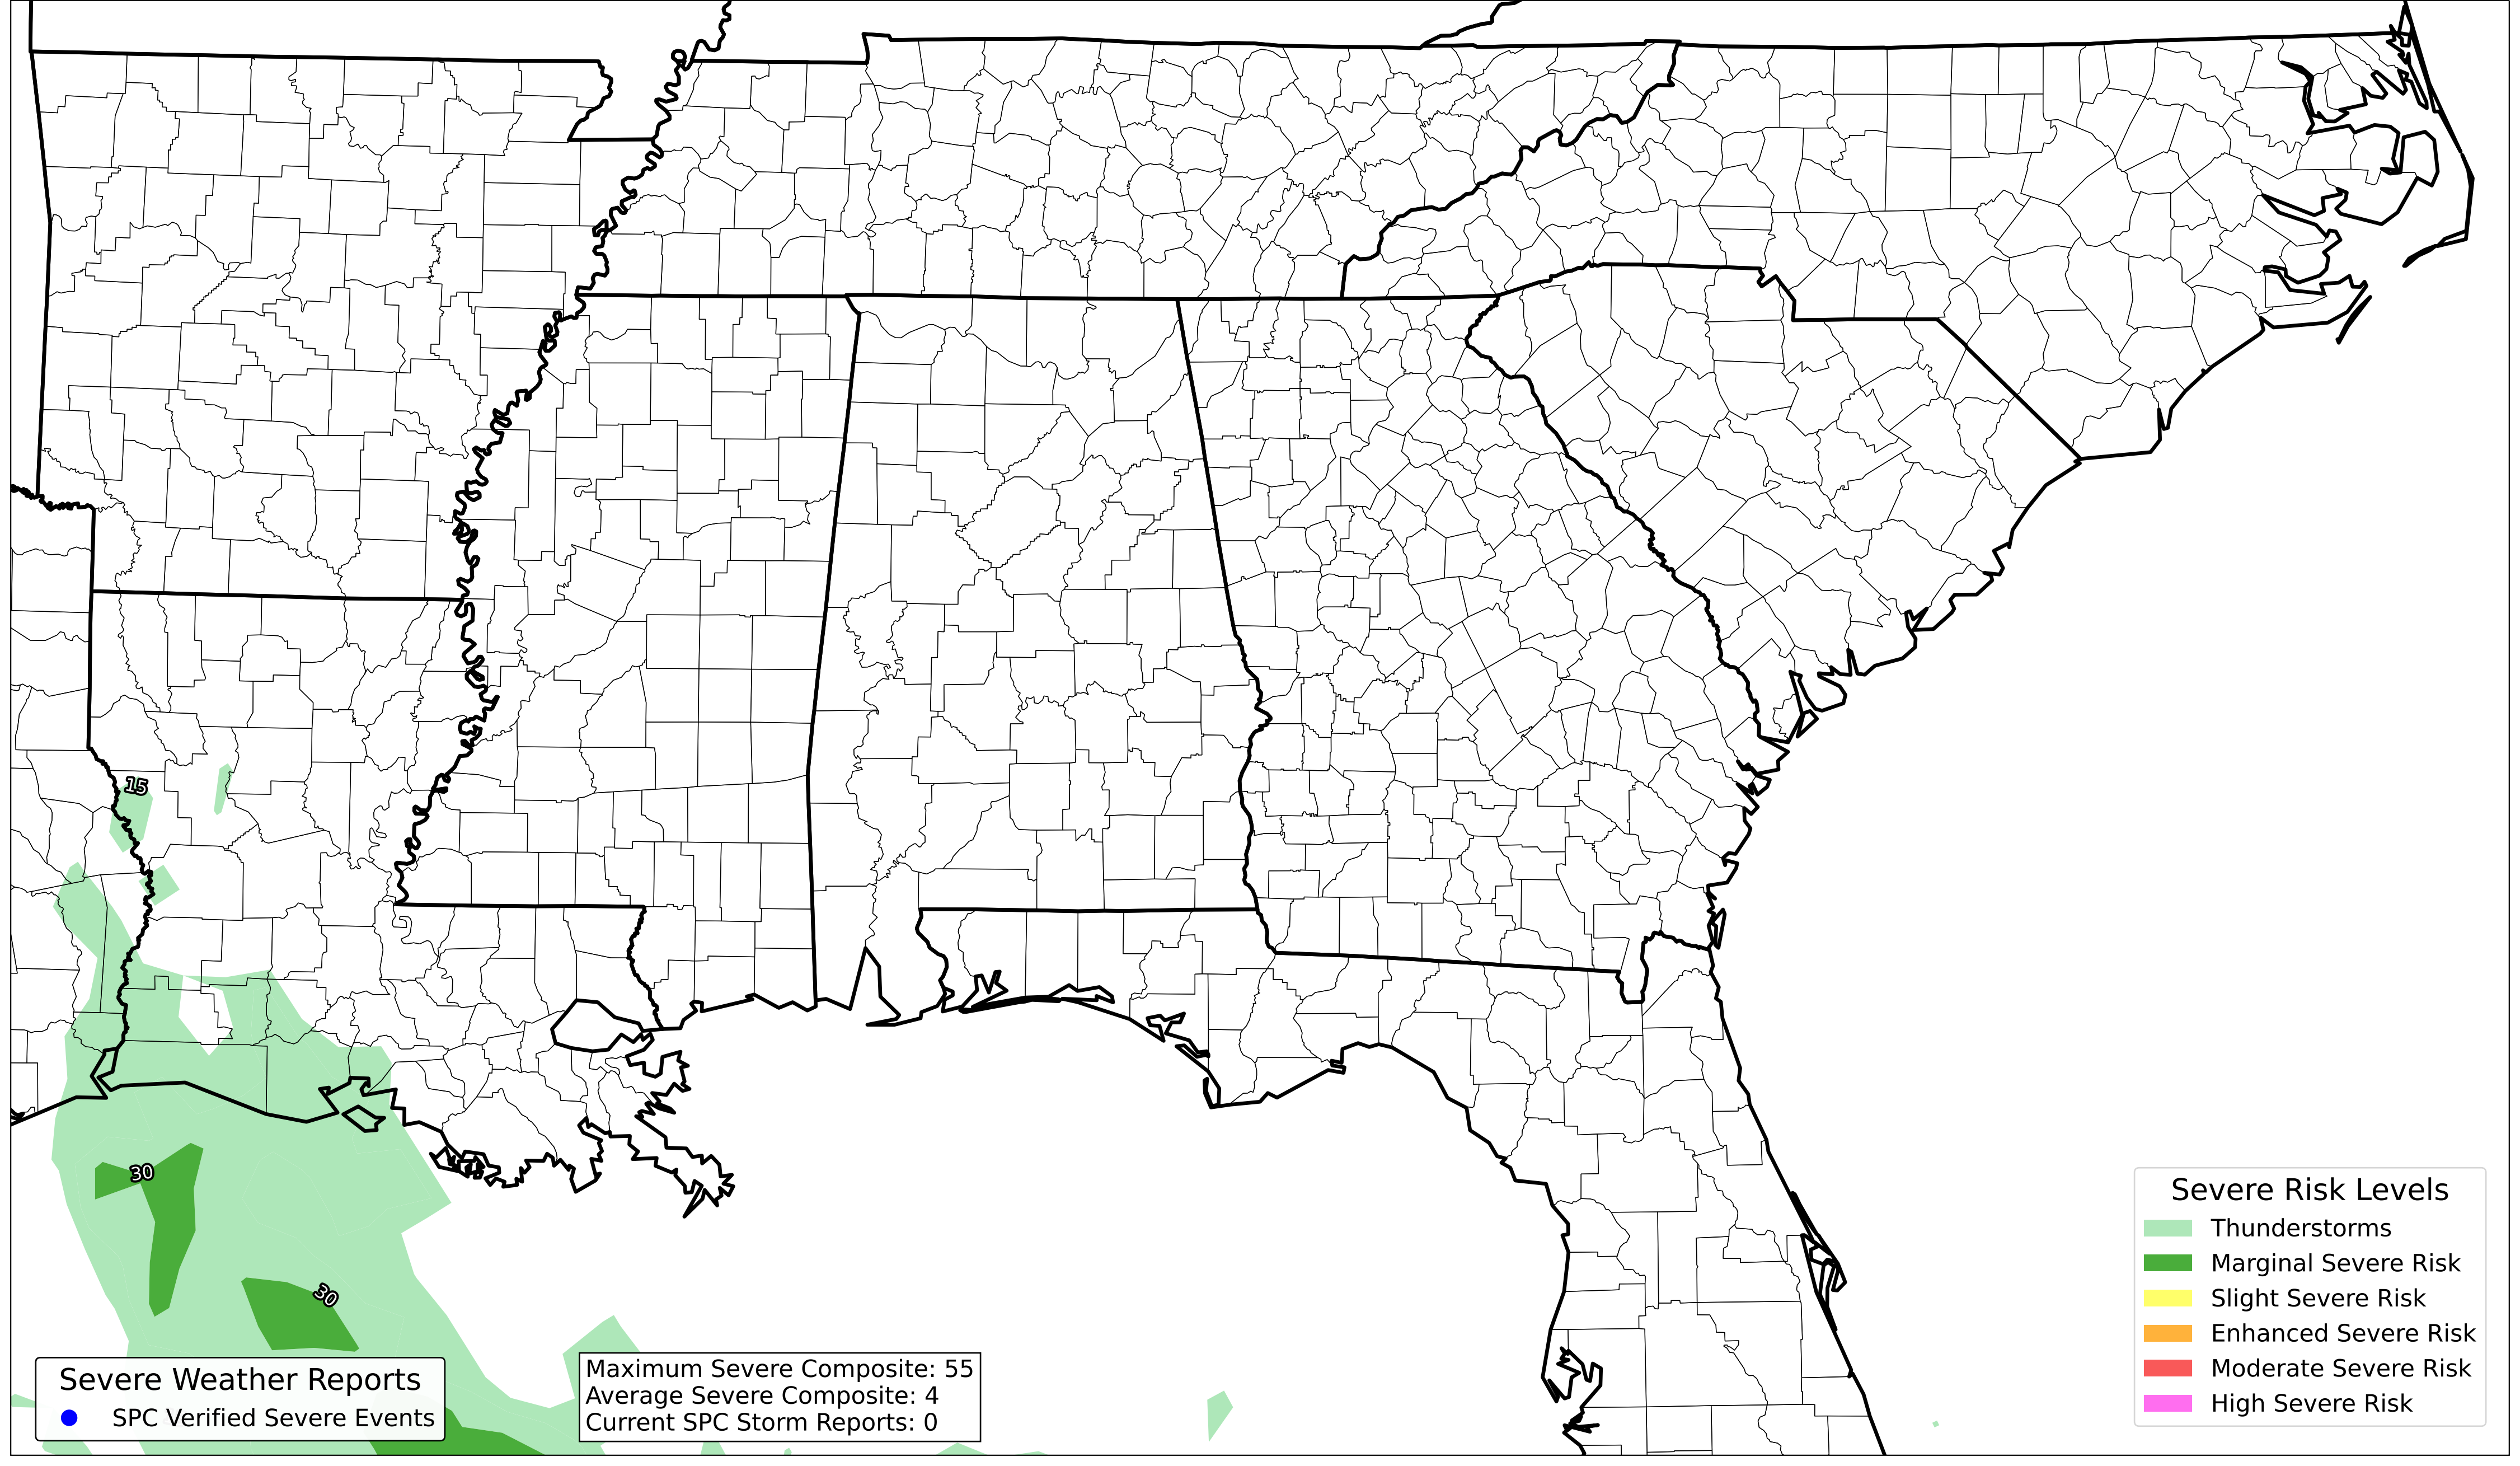 15
30
30
Severe Weather Reports
SPC Verified Severe Events
Maximum Severe Composite: 55
Average Severe Composite: 4
Current SPC Storm Reports: 0
Severe Risk Levels
Thunderstorms
Marginal Severe Risk
Slight Severe Risk
Enhanced Severe Risk
Moderate Severe Risk
High Severe Risk